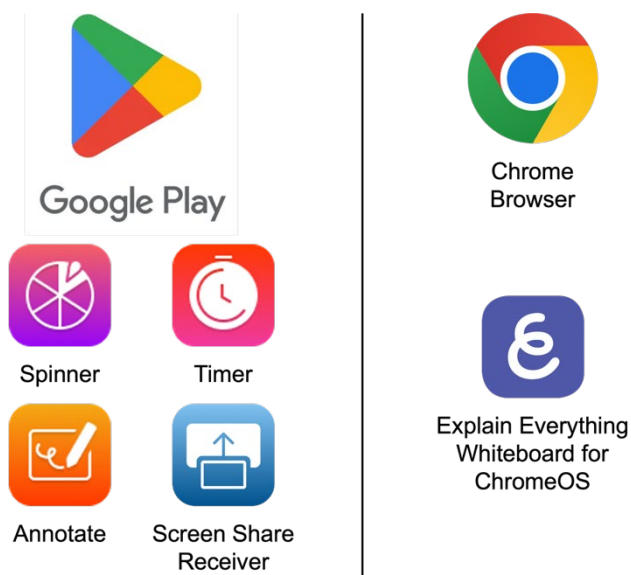 Google Play
Spinner
Timer
Annotate
Screen Share
Receiver
Chrome
Browser
Explain Everything
Whiteboard for
ChromeOS